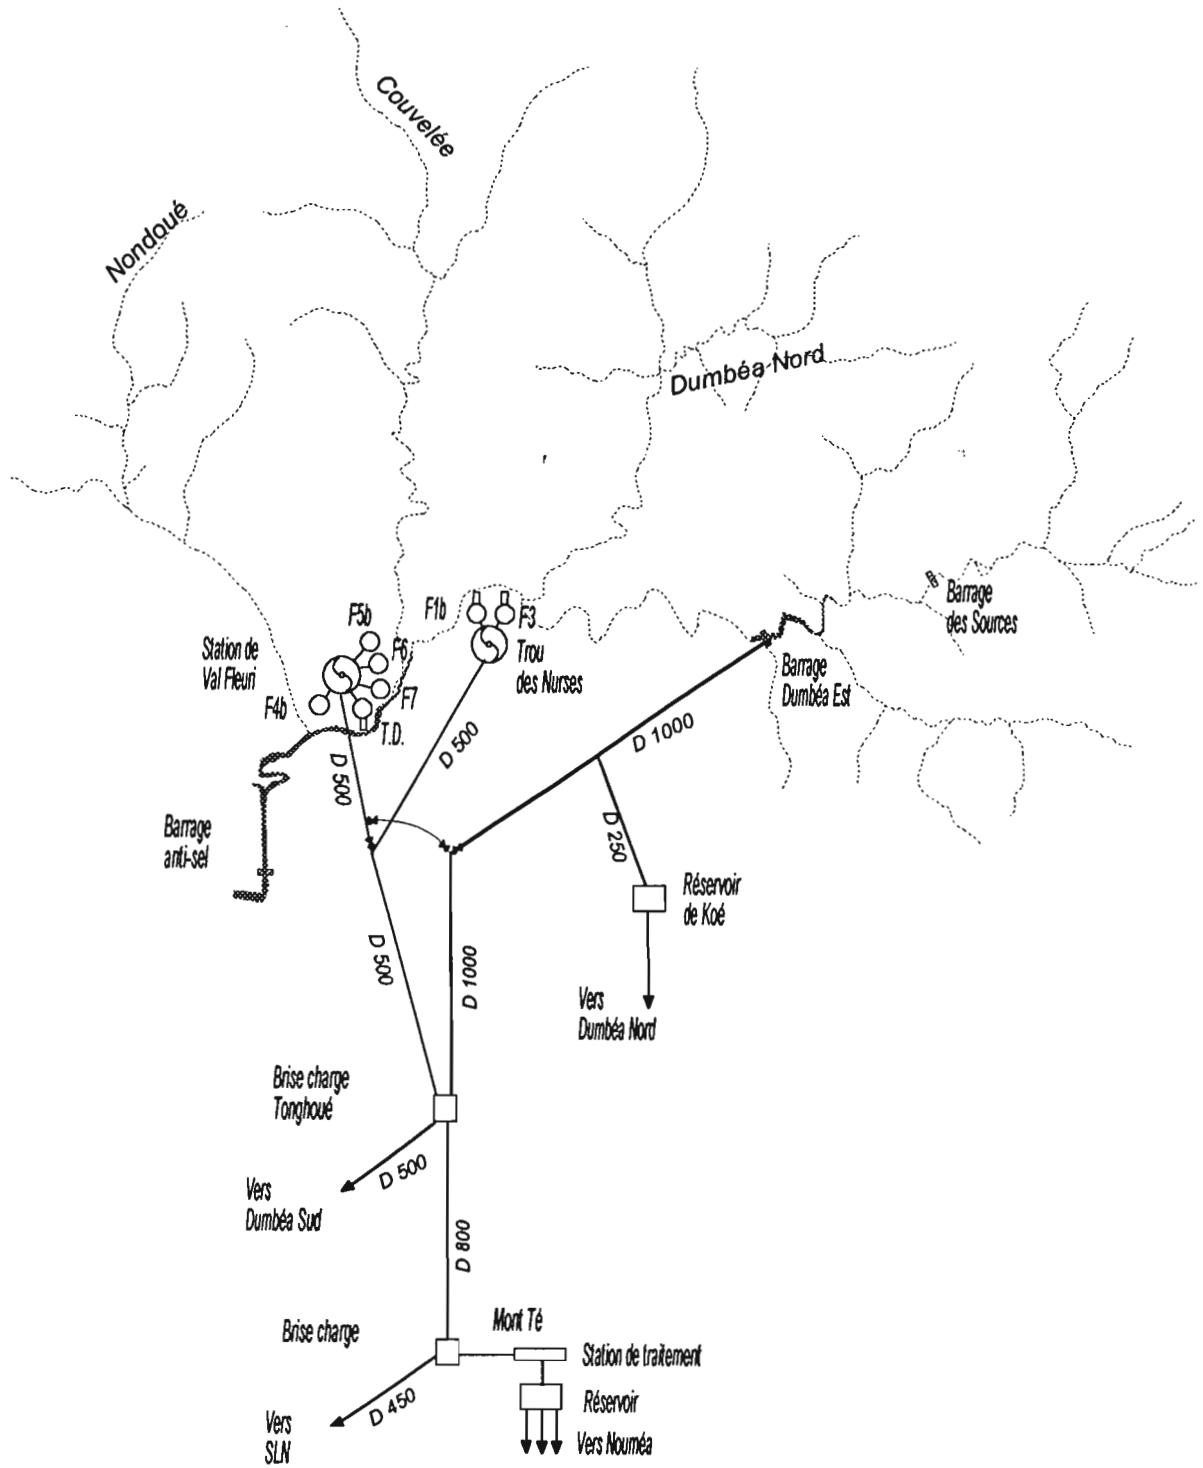 Couvelée
Nondoué
Dumbéa Nord
Barrage
des Sources
F5b
F1b
F3
F6
Station de
Val Fleuri
Trou
des Nurses
Barrage
Dumbéa Est
F7
F4b
T.D.
D 500
D 500
D 1000
Barrage
anti-sel
D 250
Réservoir
de Koé
D 500
D 1000
Vers
Dumbéa Nord
Brise charge
Tonghoué
D 500
Vers
Dumbéa Sud
D 800
Brise charge
Mont Té
Station de traitement
D 450
Réservoir
Vers
SLN
Vers Nouméa